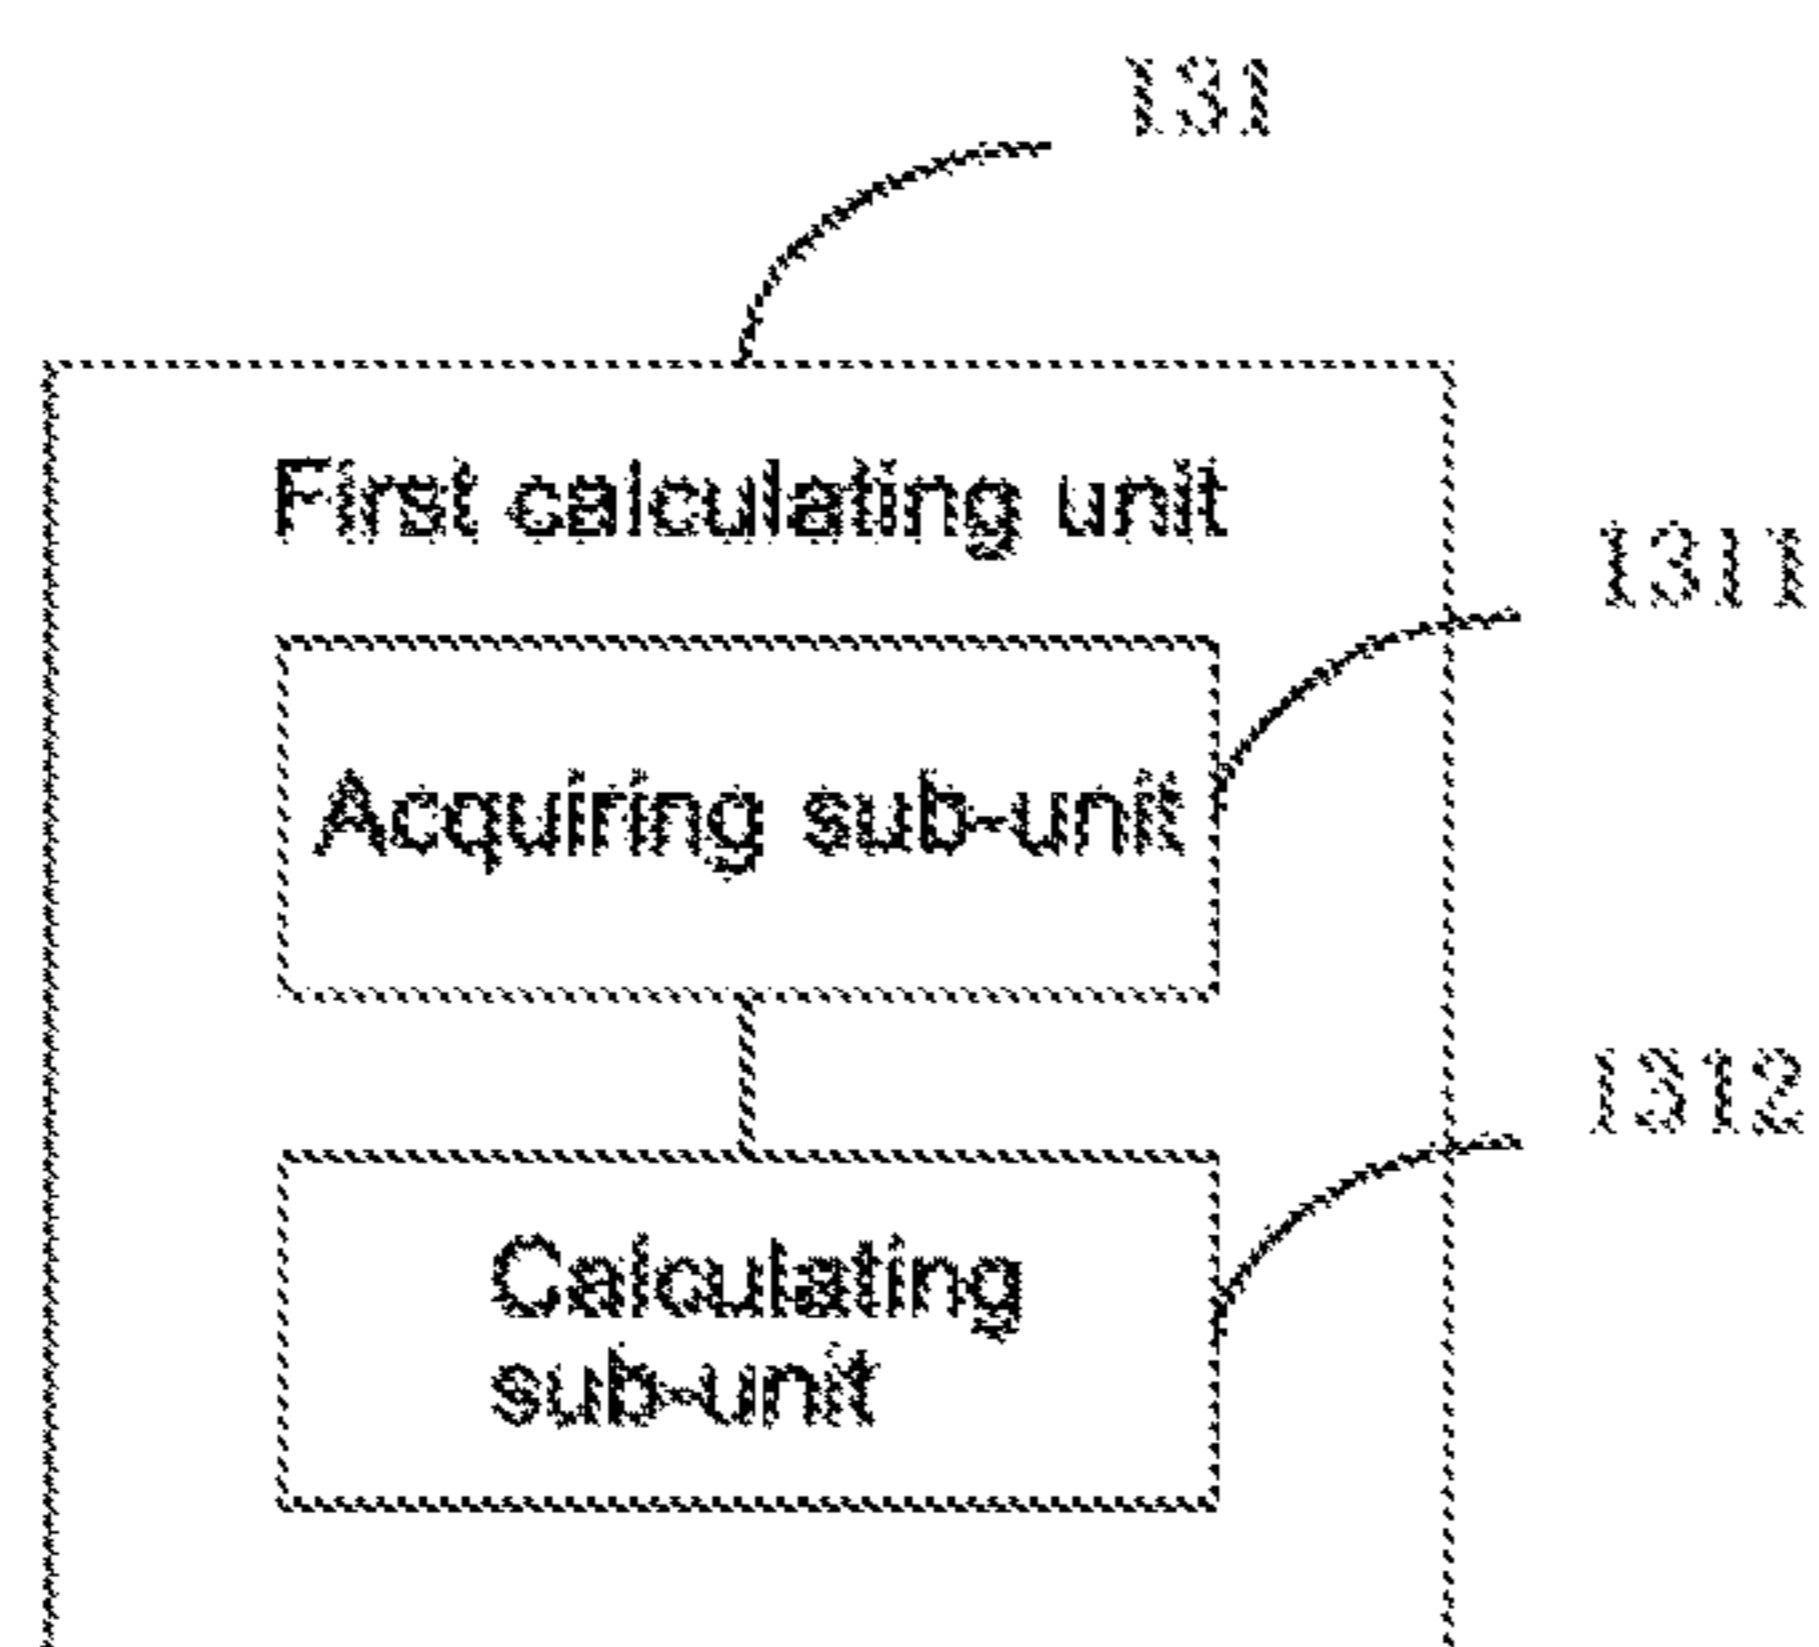 131
First calculating unit
1311
Acquiring sub-unit
1312
Calculating
sub-unit